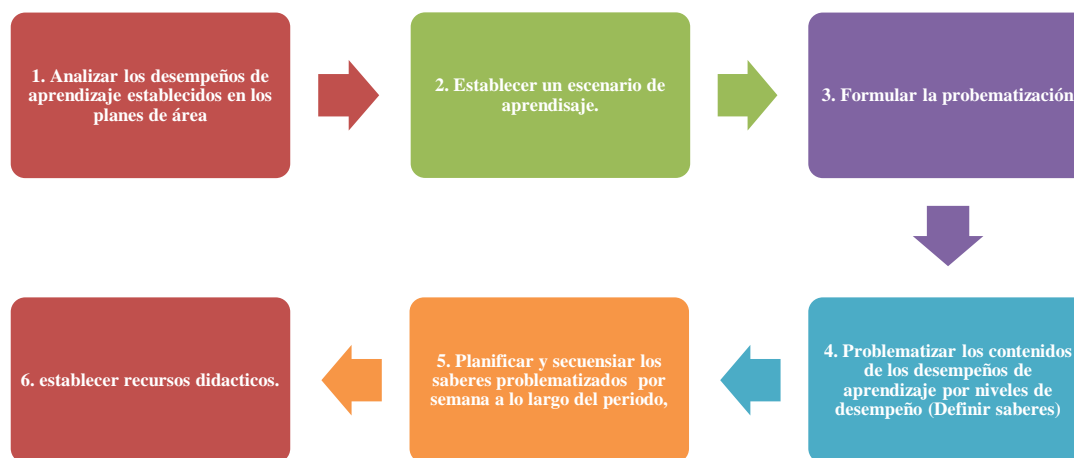 1. Analizar los desempeños de
aprendizaje establecidos en los
planes de área
2. Establecer un escenario de
aprendisaje.
3. Formular la probematización
4. Problematizar los contenidos
de los desempeños de
aprendizaje por niveles de
desempeño (Definir saberes)
5. Planificar y secuensiar los
saberes problematizados por
semana a lo largo del periodo,
6. establecer recursos didacticos.